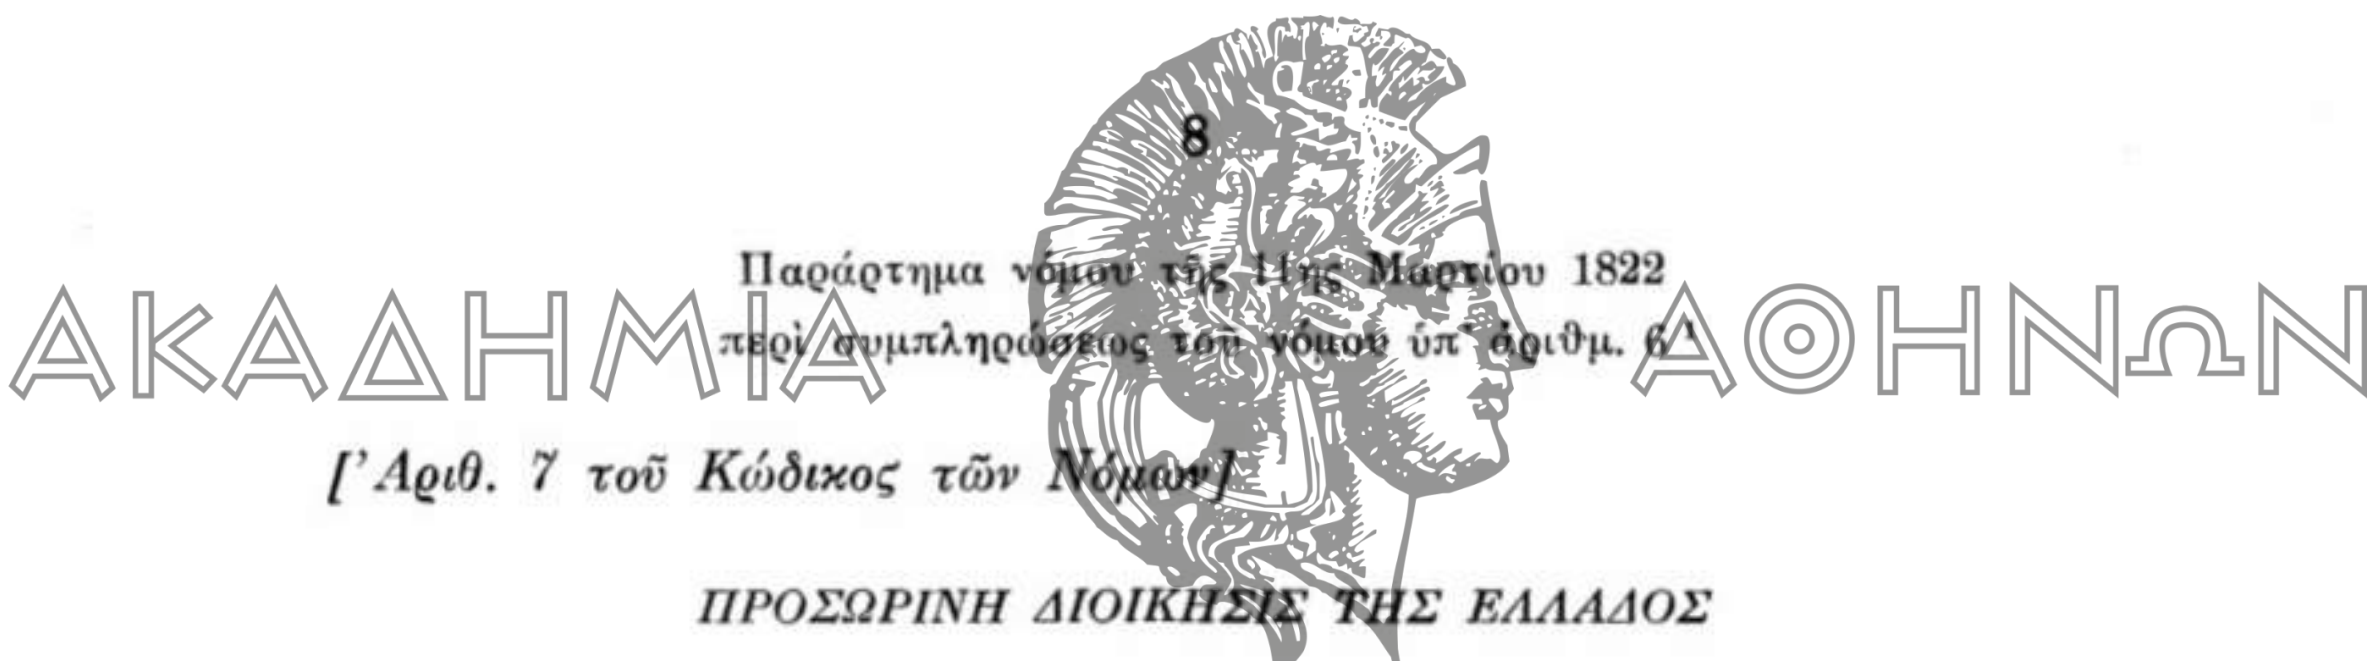 8
Παράρτημα νόμου τῆς 11ης Μαρτίου 1822
ΑΚΑΔΗΜΙΑ ΑΘΗΝΩΝ
περὶ συμπληρώσεως τοῦ νόμου ὑπ' ἀριθμ. 6¹
[Ἀριθ. 7 τοῦ Κώδικος τῶν Νόμων]
ΠΡΟΣΩΡΙΝΗ ΔΙΟΙΚΗΣΙΣ ΤΗΣ ΕΛΛΑΔΟΣ